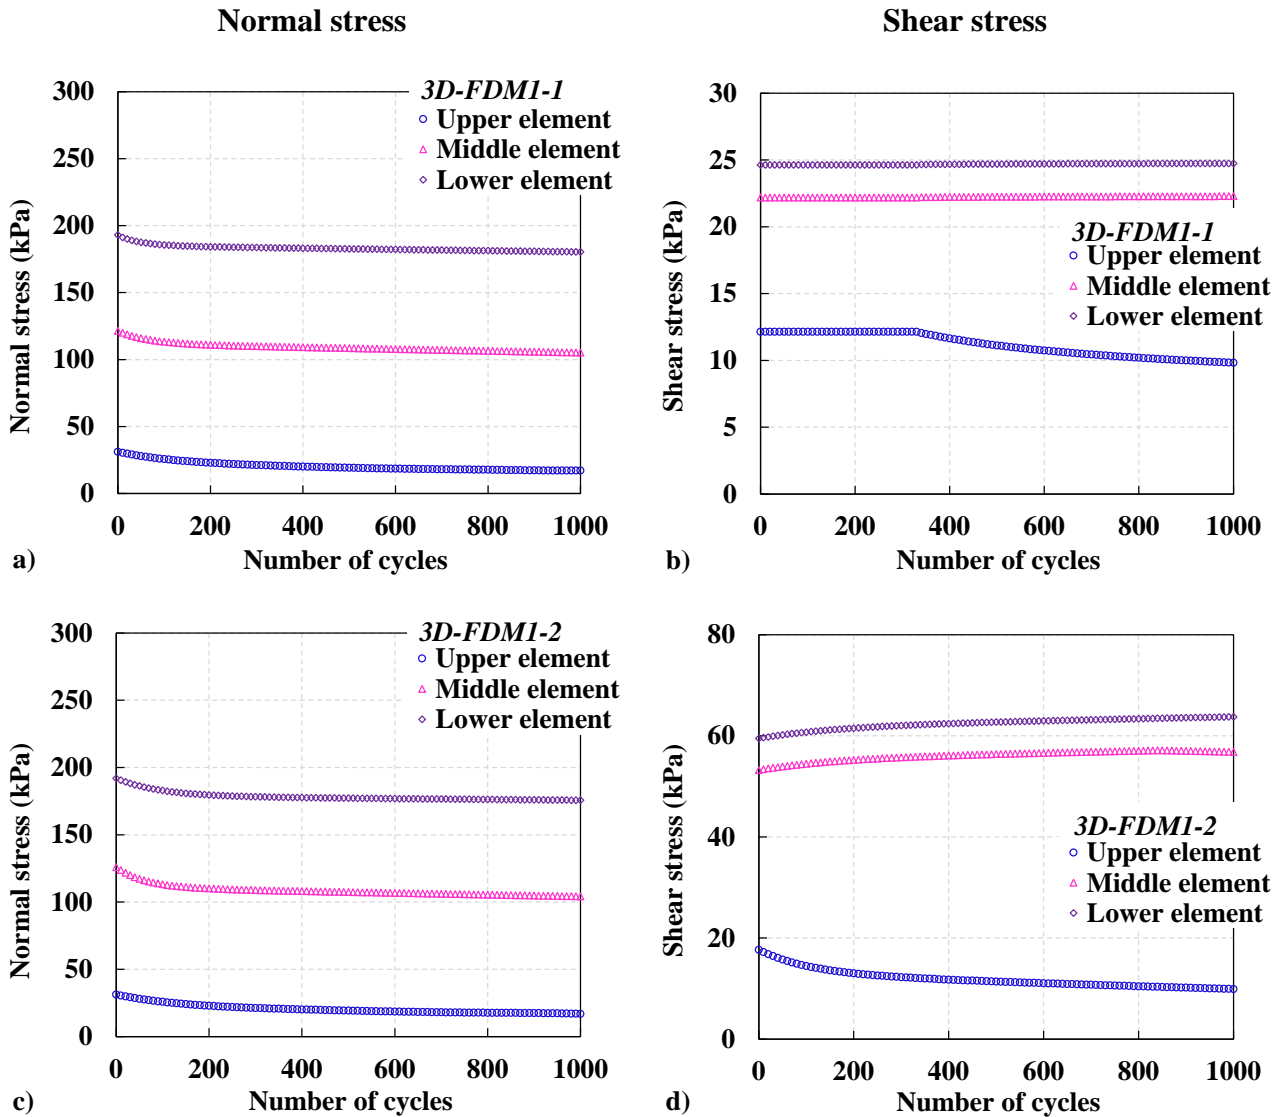 Normal stress
Shear stress
300
250
200
150
100
50
0
Normal stress (kPa)
3D-FDM1-1
Upper element
Middle element
Lower element
0 200 400 600 800 1000
Number of cycles
a)
30
25
20
15
10
5
0
Shear stress (kPa)
3D-FDM1-1
Upper element
Middle element
Lower element
0 200 400 600 800 1000
Number of cycles
b)
300
250
200
150
100
50
0
Normal stress (kPa)
3D-FDM1-2
Upper element
Middle element
Lower element
0 200 400 600 800 1000
Number of cycles
c)
80
60
40
20
0
Shear stress (kPa)
3D-FDM1-2
Upper element
Middle element
Lower element
0 200 400 600 800 1000
Number of cycles
d)